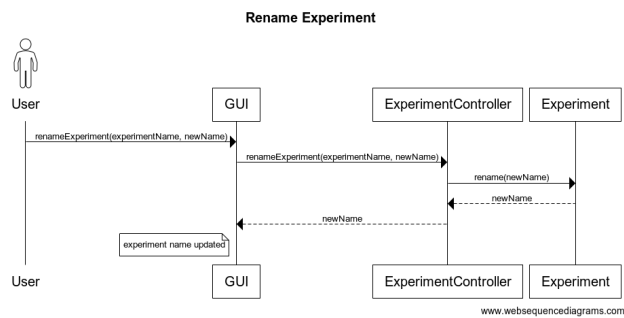 Rename Experiment
User
GUI
ExperimentController
Experiment
renameExperiment(experimentName, newName)
renameExperiment(experimentName, newName)
rename(newName)
newName
newName
experiment name updated
User
GUI
ExperimentController
Experiment
www.websequencediagrams.com